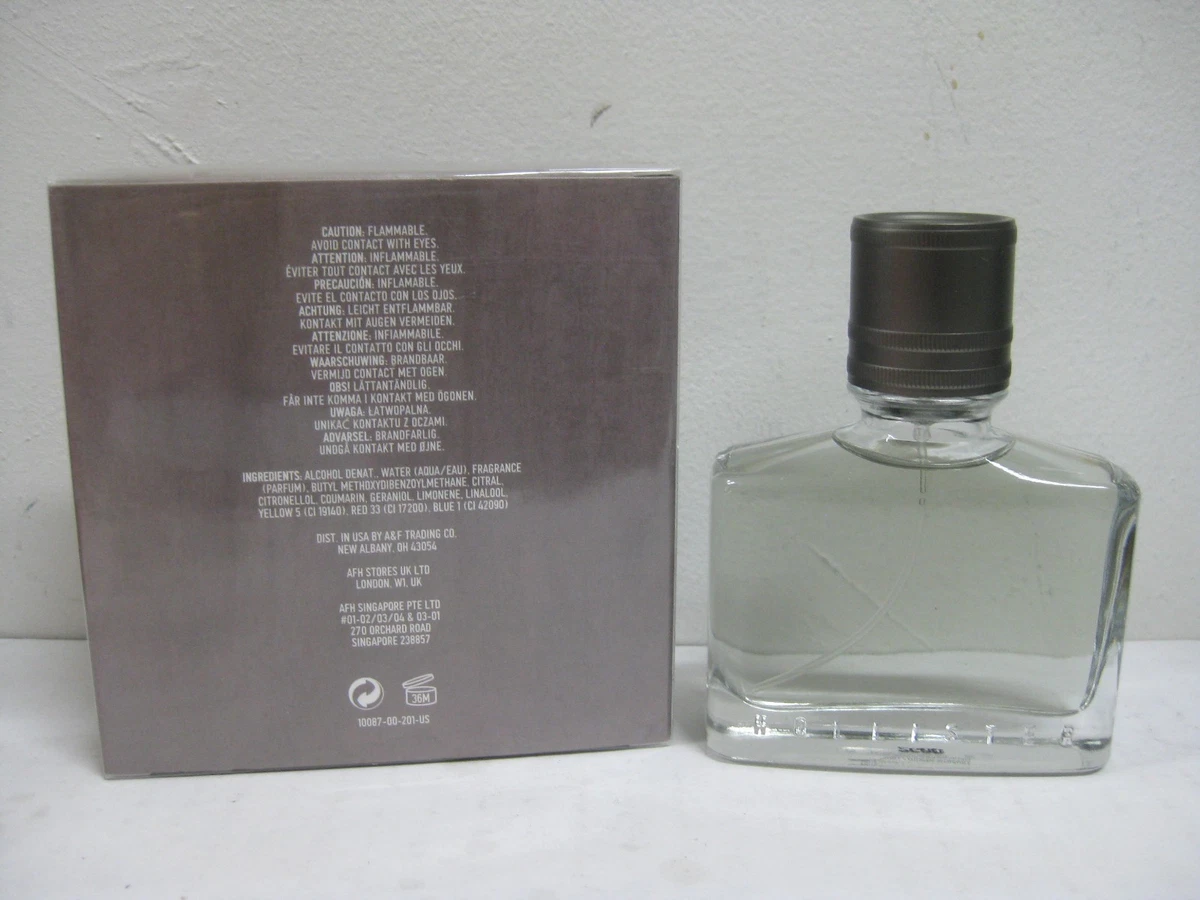 CAUTION: FLAMMABLE.
AVOID CONTACT WITH EYES.
ATTENTION: INFLAMMABLE.
ÉVITER TOUT CONTACT AVEC LES YEUX.
PRECAUCIÓN: INFLAMABLE.
EVITE EL CONTACTO CON LOS OJOS.
ACHTUNG: LEICHT ENTFLAMMBAR.
KONTAKT MIT AUGEN VERMEIDEN.
ATTENZIONE: INFIAMMABILE.
EVITARE IL CONTATTO CON GLI OCCHI.
WAARSCHUWING: BRANDBAAR.
VERMIJD CONTACT MET OGEN.
OBS! LÄTTANTÄNDLIG.
FÅR INTE KOMMA I KONTAKT MED ÖGONEN.
UWAGA: ŁATWOPALNA.
UNIKAĆ KONTAKTU Z OCZAMI.
ADVARSEL: BRANDFARLIG.
UNDGÅ KONTAKT MED ØJNE.
INGREDIENTS: ALCOHOL DENAT., WATER (AQUA/EAU), FRAGRANCE
(PARFUM), BUTYL METHOXYDIBENZOYLMETHANE, CITRAL,
CITRONELLOL, COUMARIN, GERANIOL, LIMONENE, LINALOOL,
YELLOW 5 (CI 19140), RED 33 (CI 17200), BLUE 1 (CI 42090)
DIST. IN USA BY A&F TRADING CO.
NEW ALBANY, OH 43054
AFH STORES UK LTD
LONDON, W1, UK
AFH SINGAPORE PTE LTD
#01-02/03/04 & 03-01
270 ORCHARD ROAD
SINGAPORE 238857
36M
10087-00-201-US
HOLLISTER